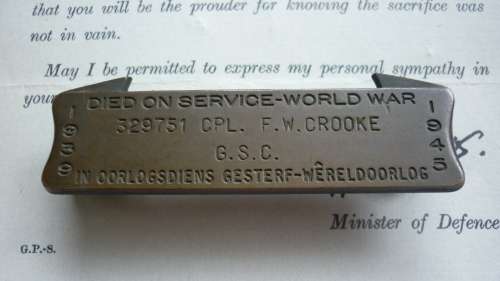 that you will be the prouder for knowing the sacrifice was
not in vain.
May I be permitted to express my personal sympathy in
your
DIED ON SERVICE-WORLD WAR
1939
1945
329751 CPL. F.W. CROOKE
G.S.C.
IN OORLOGSDIENS GESTERF-WÊRELDOORLOG
Minister of Defence
G.P.-S.